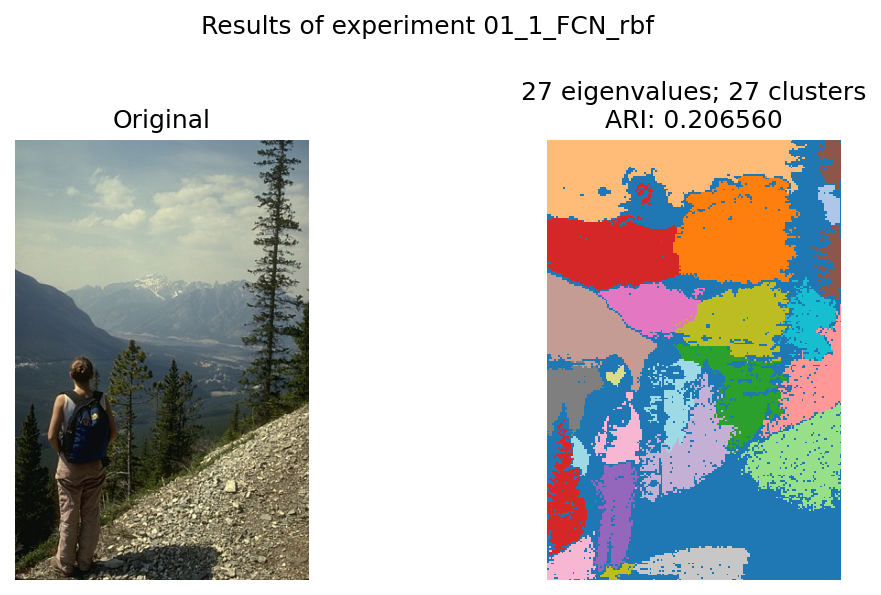 Results of experiment 01_1_FCN_rbf
Original
27 eigenvalues; 27 clusters
ARI: 0.206560